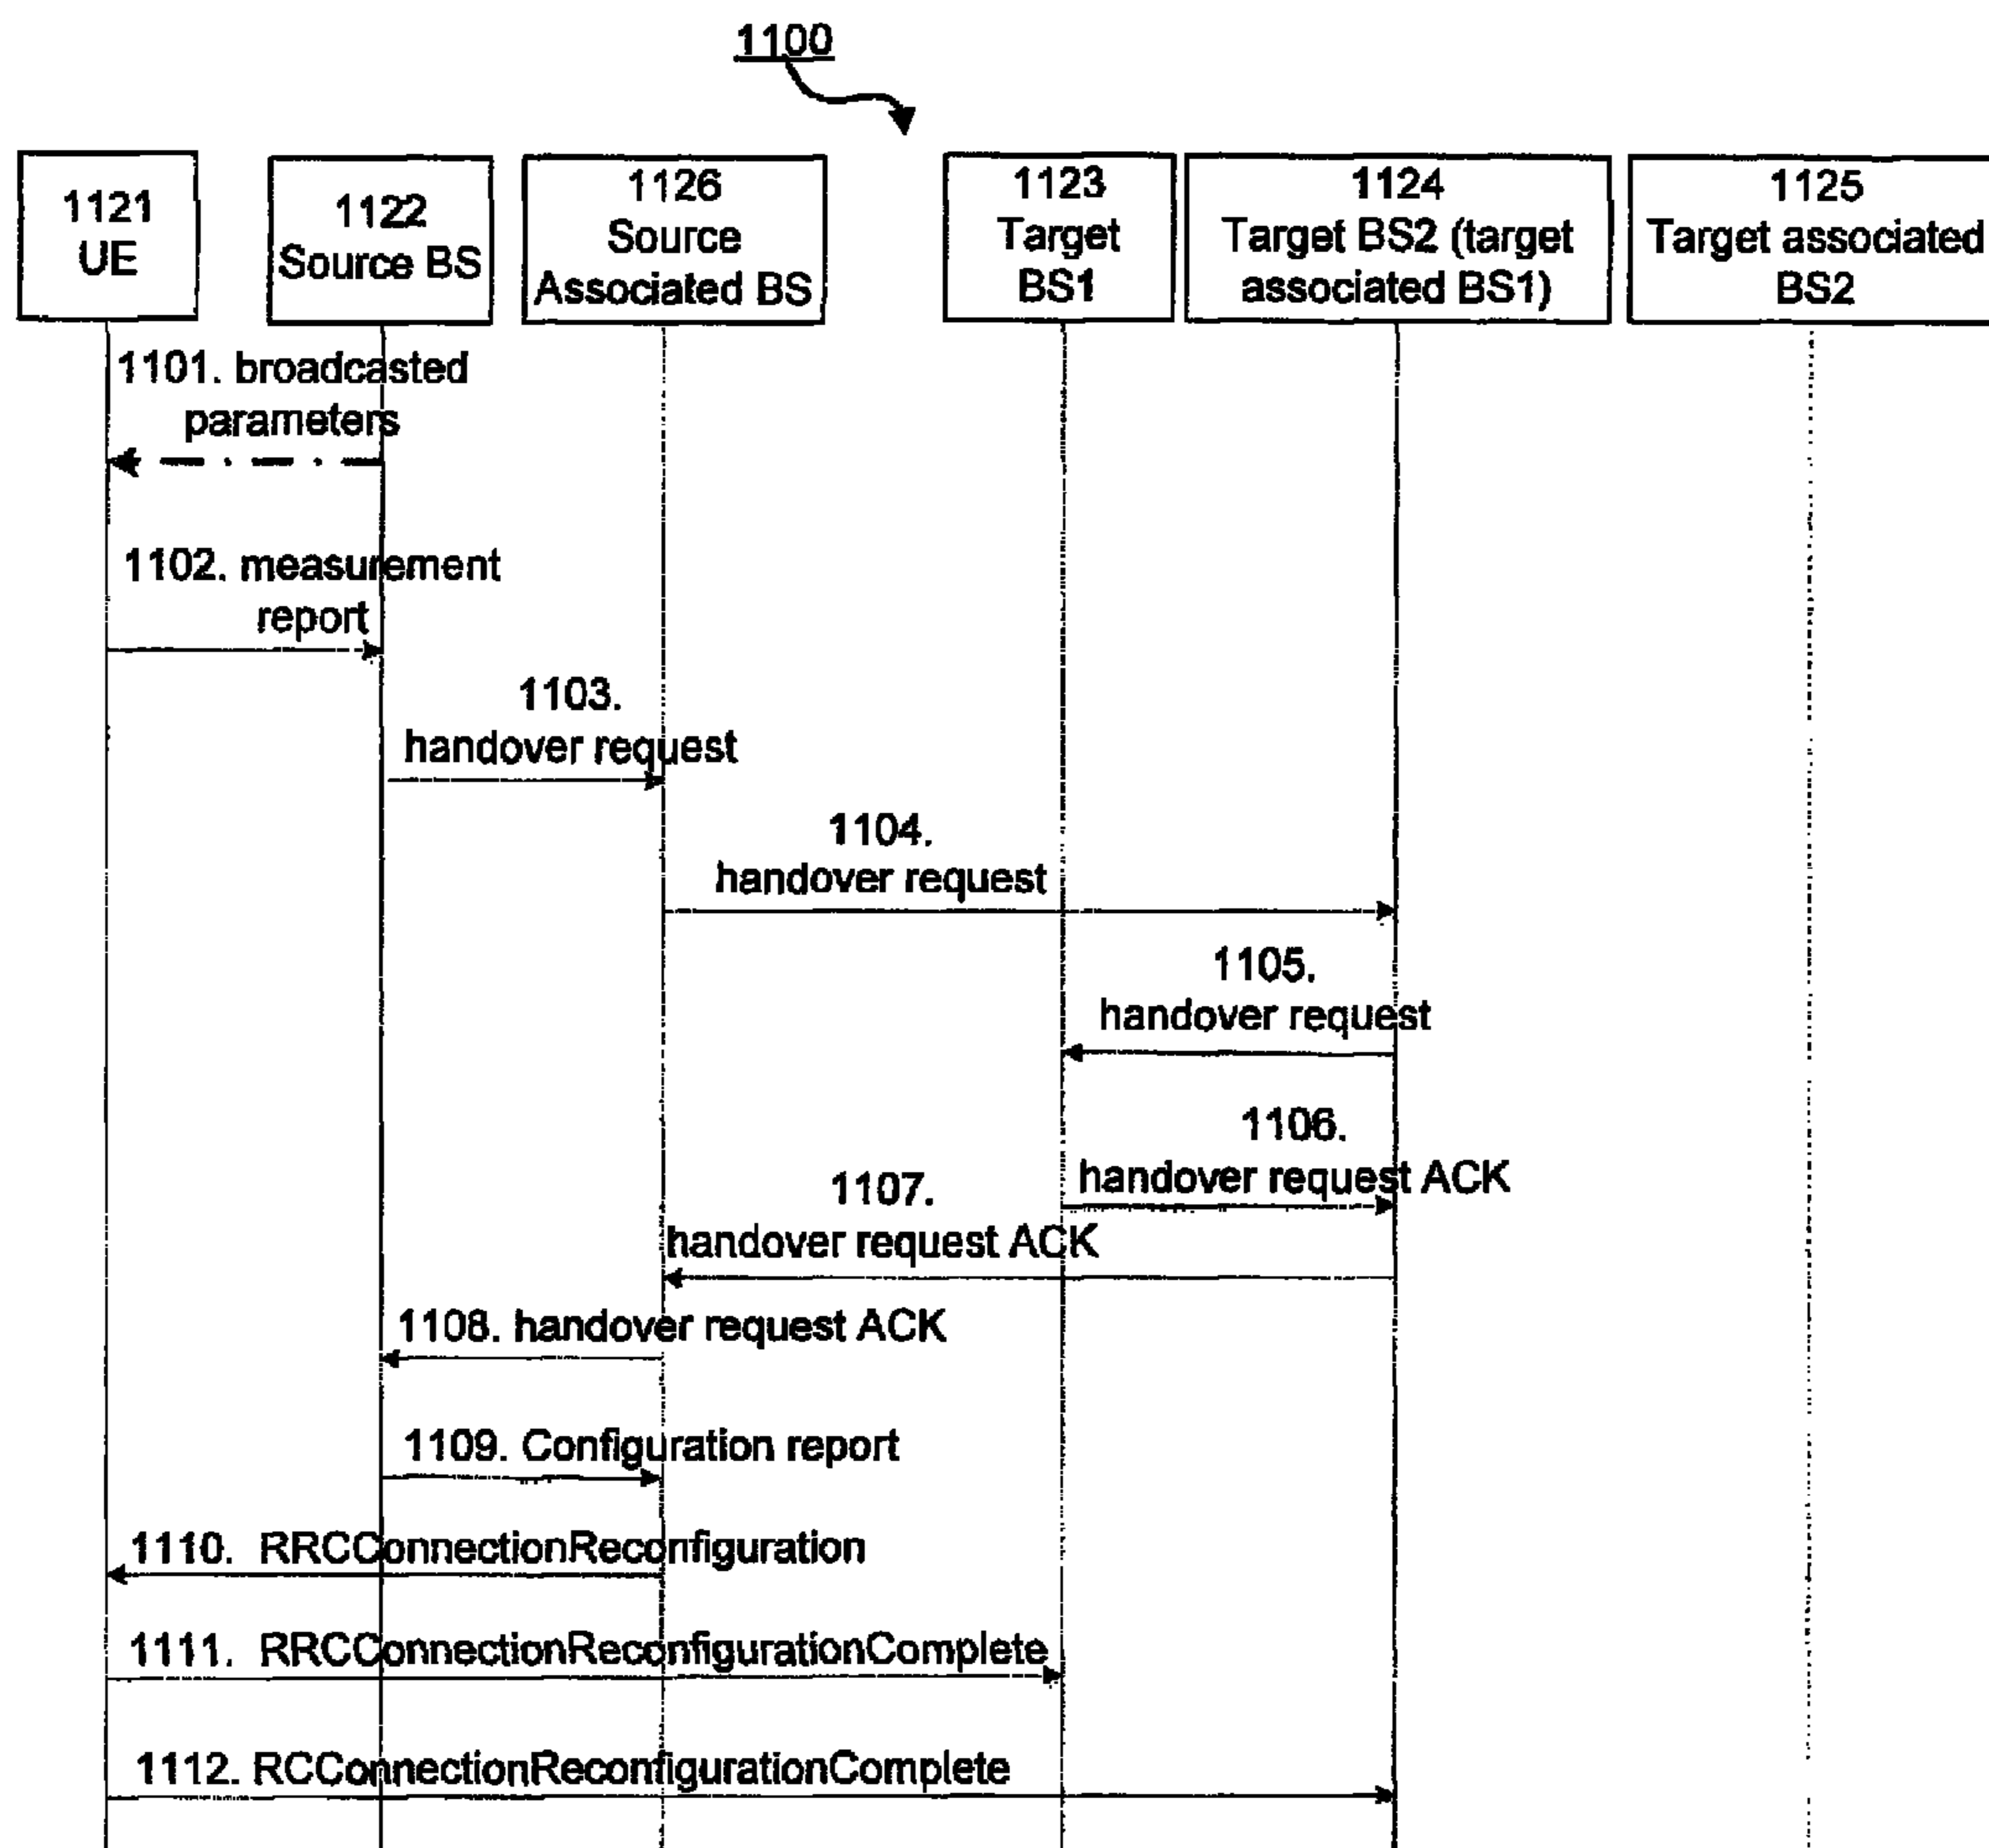 1100
1121
UE
1122
Source BS
1126
Source
Associated BS
1123
Target
BS1
1124
Target BS2 (target
associated BS1)
1125
Target associated
BS2
1101. broadcasted
parameters
1102. measurement
report
1103.
handover request
1104.
handover request
1105.
handover request
1106.
handover request ACK
1107.
handover request ACK
1108. handover request ACK
1109. Configuration report
1110. RRCConnectionReconfiguration
1111. RRCConnectionReconfigurationComplete
1112. RCConnectionReconfigurationComplete